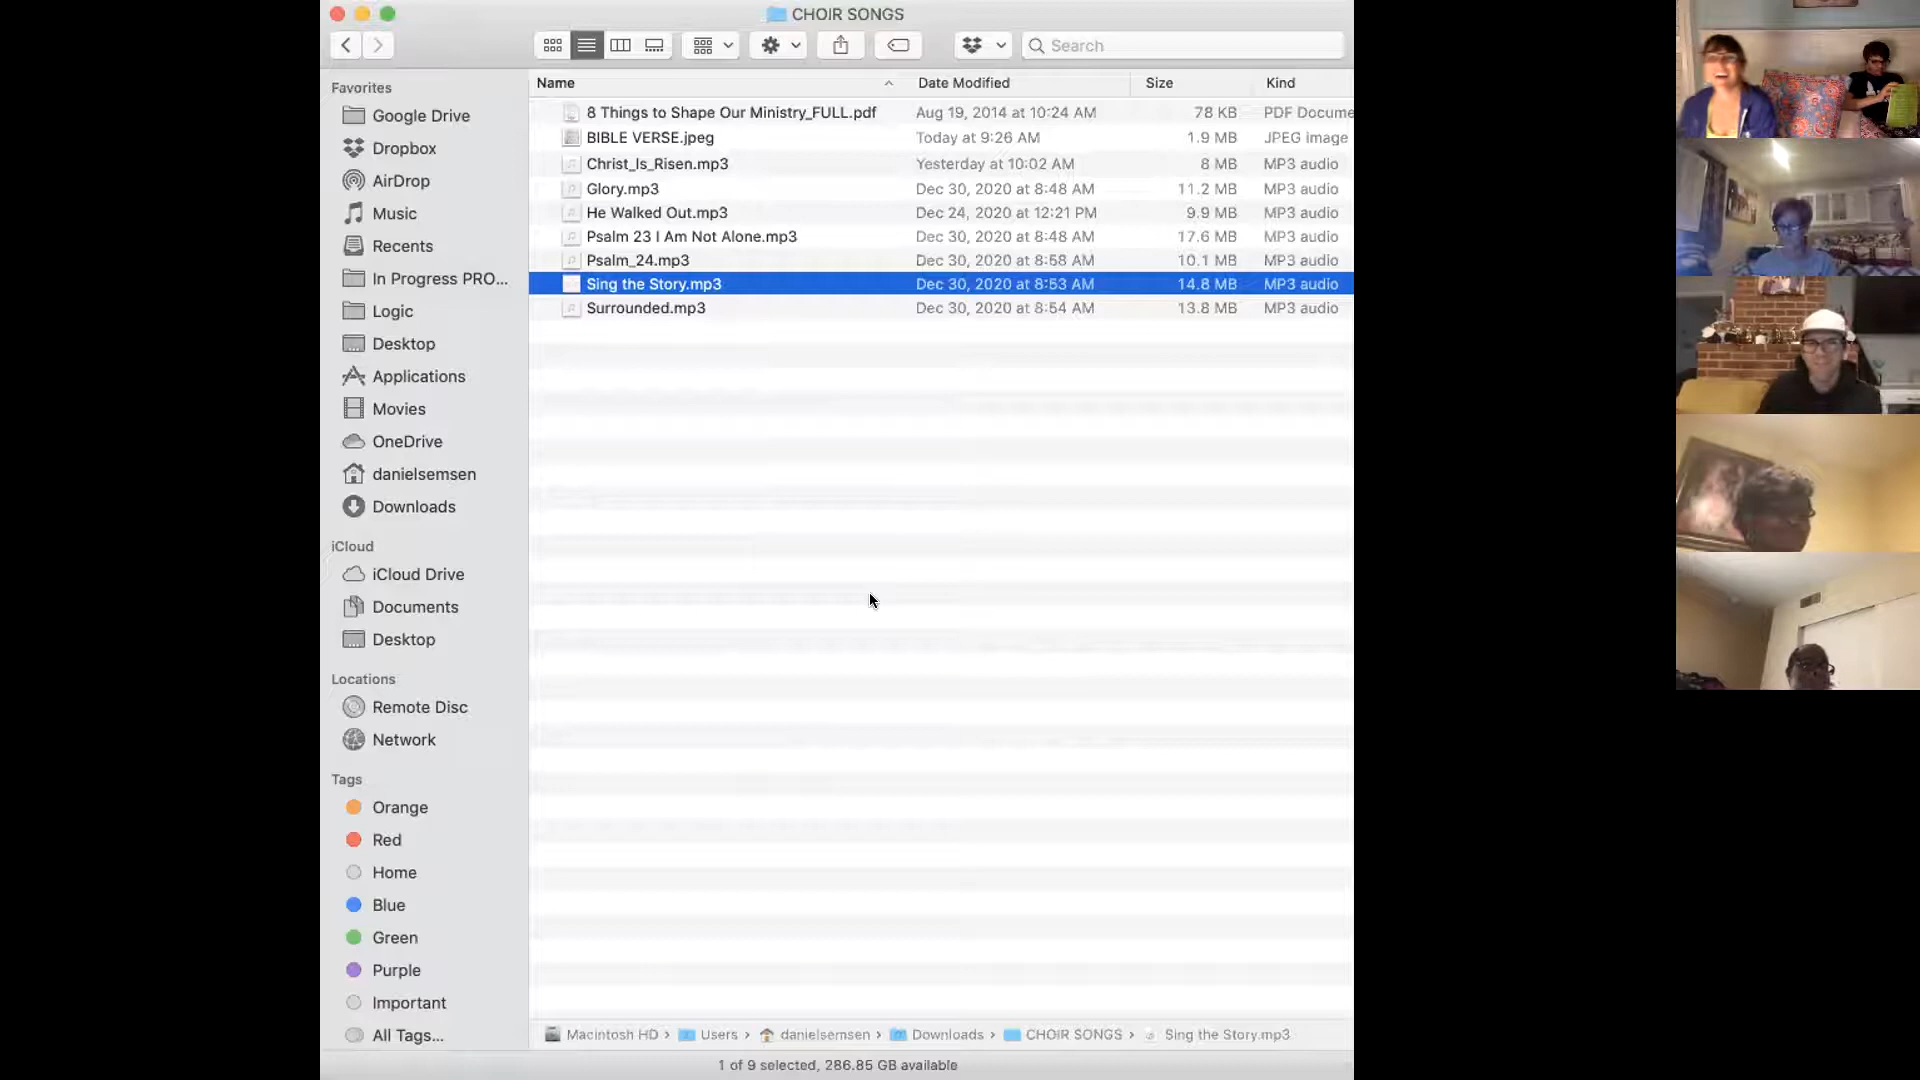 CHOIR SONGS
Search
Favorites
Google Drive
Dropbox
AirDrop
Music
Recents
In Progress PRO...
Logic
Desktop
Applications
Movies
OneDrive
danielsemsen
Downloads
iCloud
iCloud Drive
Documents
Desktop
Locations
Remote Disc
Network
Tags
Orange
Red
Home
Blue
Green
Purple
Important
All Tags...
Name Date Modified Size Kind
8 Things to Shape Our Ministry_FULL.pdf Aug 19, 2014 at 10:24 AM 78 KB PDF Docume
BIBLE VERSE.jpeg Today at 9:26 AM 1.9 MB JPEG image
Christ_Is_Risen.mp3 Yesterday at 10:02 AM 8 MB MP3 audio
Glory.mp3 Dec 30, 2020 at 8:48 AM 11.2 MB MP3 audio
He Walked Out.mp3 Dec 24, 2020 at 12:21 PM 9.9 MB MP3 audio
Psalm 23 I Am Not Alone.mp3 Dec 30, 2020 at 8:48 AM 17.6 MB MP3 audio
Psalm_24.mp3 Dec 30, 2020 at 8:58 AM 10.1 MB MP3 audio
Sing the Story.mp3 Dec 30, 2020 at 8:53 AM 14.8 MB MP3 audio
Surrounded.mp3 Dec 30, 2020 at 8:54 AM 13.8 MB MP3 audio
Macintosh HD › Users › danielsemsen › Downloads › CHOIR SONGS › Sing the Story.mp3
1 of 9 selected, 286.85 GB available